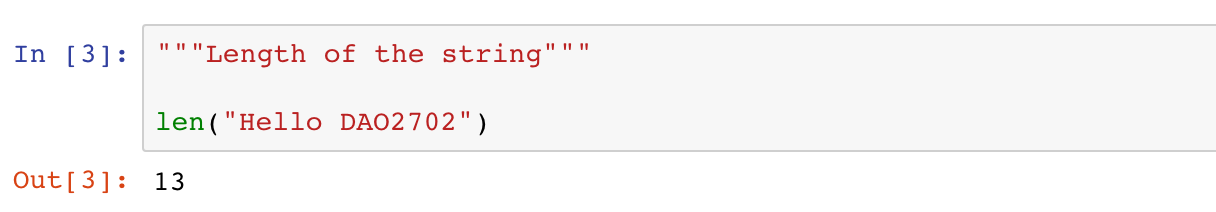 In [3]: """Length of the string"""
len("Hello DAO2702")
Out[3]: 13